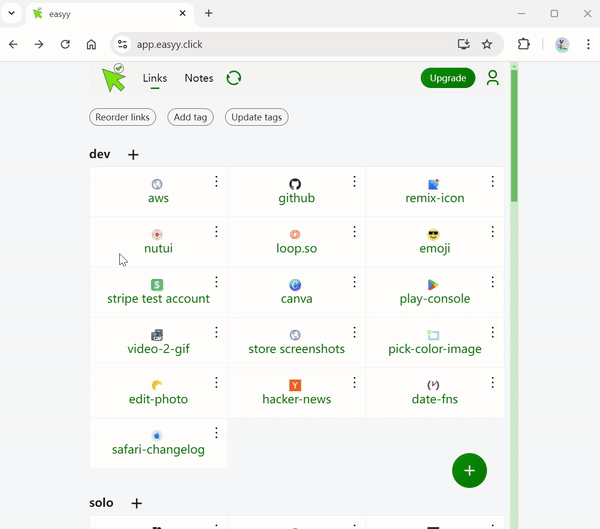 easyy
app.easyy.click
Links Notes Upgrade
Reorder links Add tag Update tags
dev +
aws github remix-icon
nutui loop.so emoji
stripe test account canva play-console
video-2-gif store screenshots pick-color-image
edit-photo hacker-news date-fns
safari-changelog
solo +